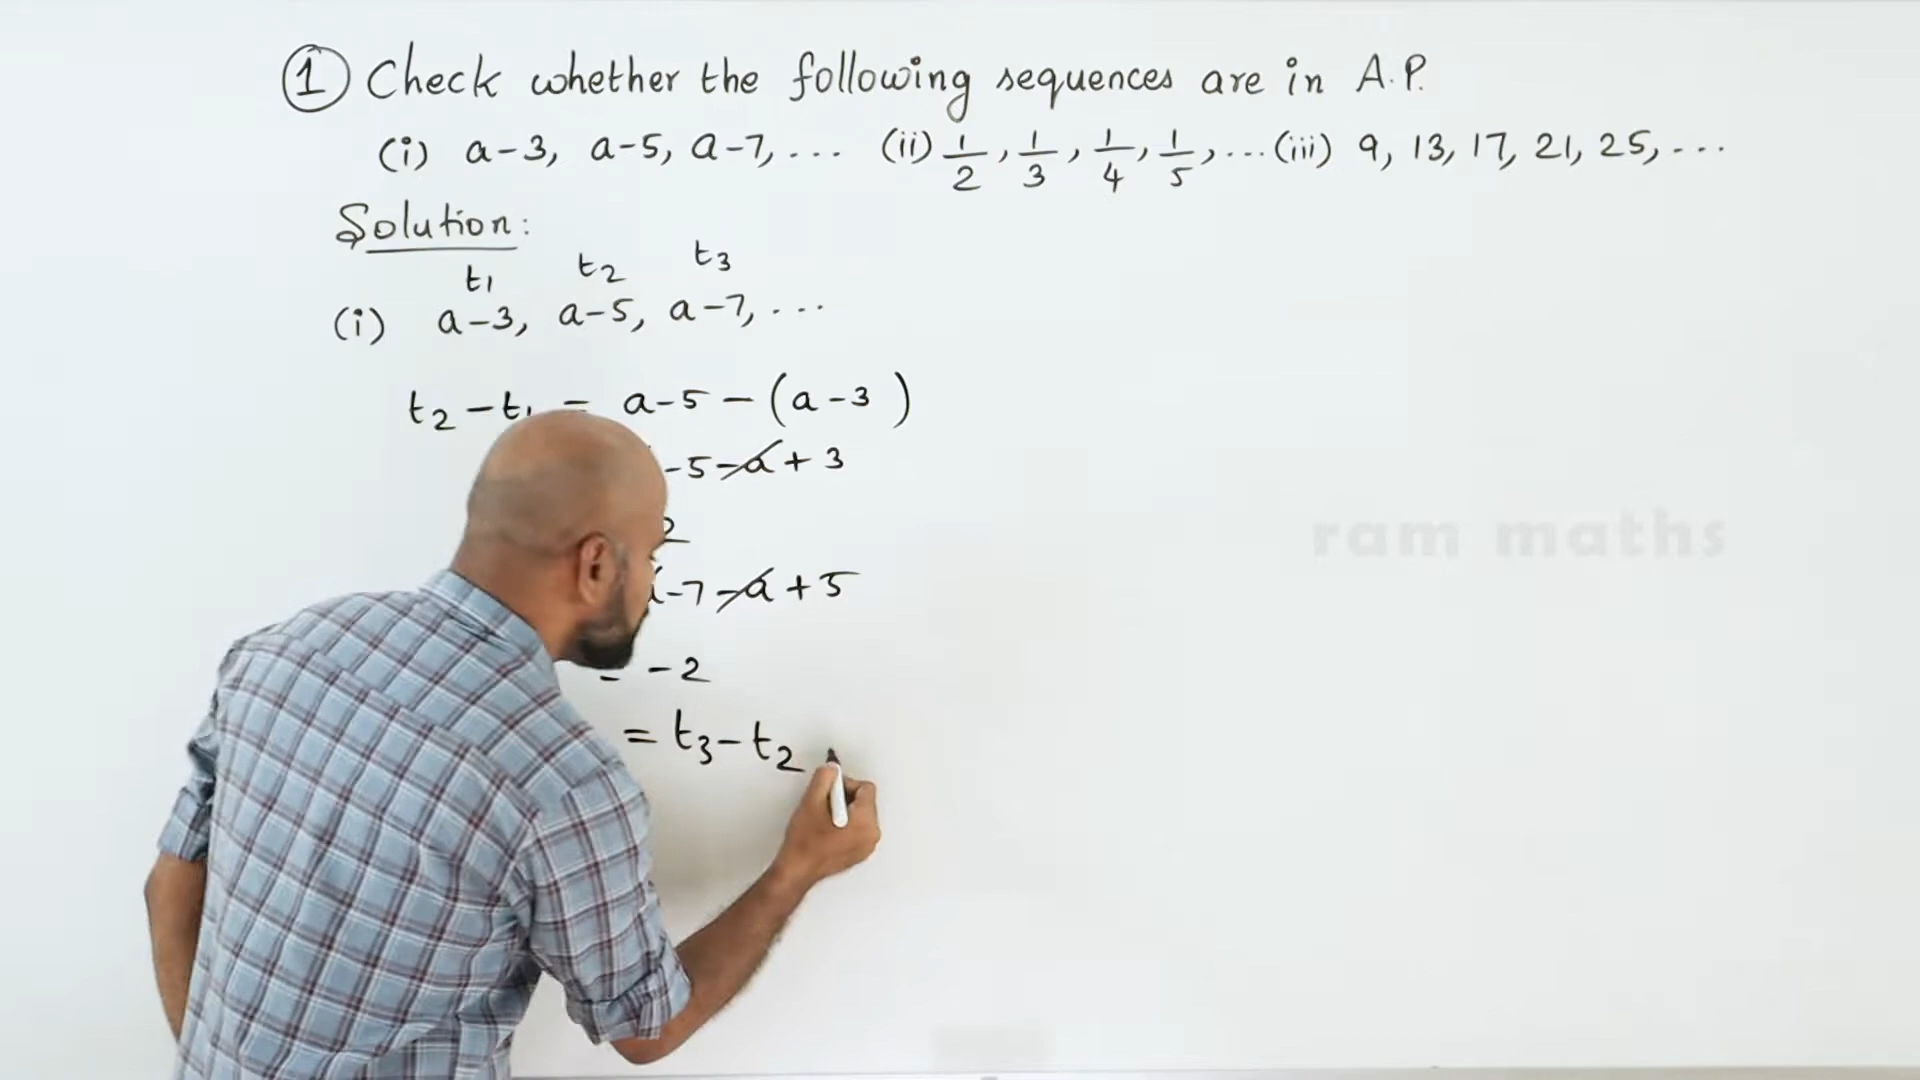 ① Check whether the following sequences are in A.P.
(i) a-3, a-5, a-7, ... (ii) 1/2, 1/3, 1/4, 1/5, ... (iii) 9, 13, 17, 21, 25, ...
Solution:
t1 t2 t3
(i) a-3, a-5, a-7, ...
t2 - t1 = a-5 - (a-3)
-5-a+3
2
-7-a+5
= -2
= t3 - t2
ram maths